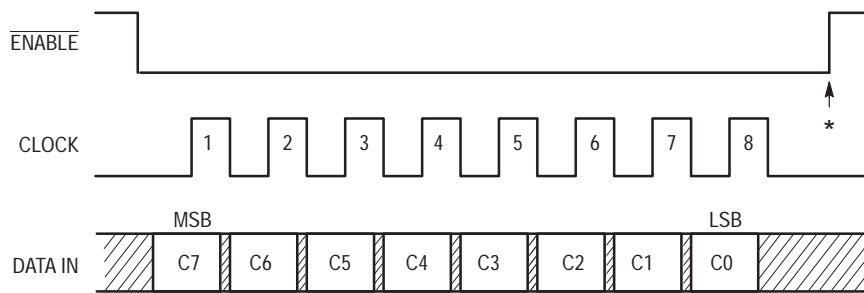 ENABLE
*
CLOCK 1 2 3 4 5 6 7 8
MSB LSB
DATA IN C7 C6 C5 C4 C3 C2 C1 C0